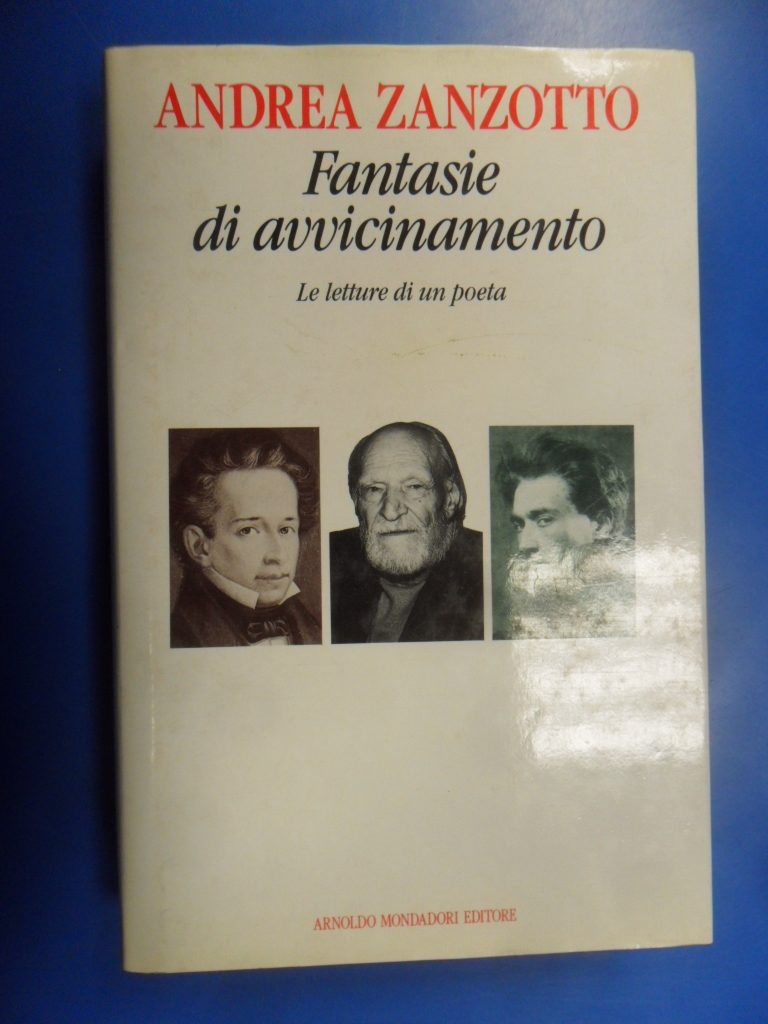 ANDREA ZANZOTTO
Fantasie
di avvicinamento
Le letture di un poeta
ARNOLDO MONDADORI EDITORE